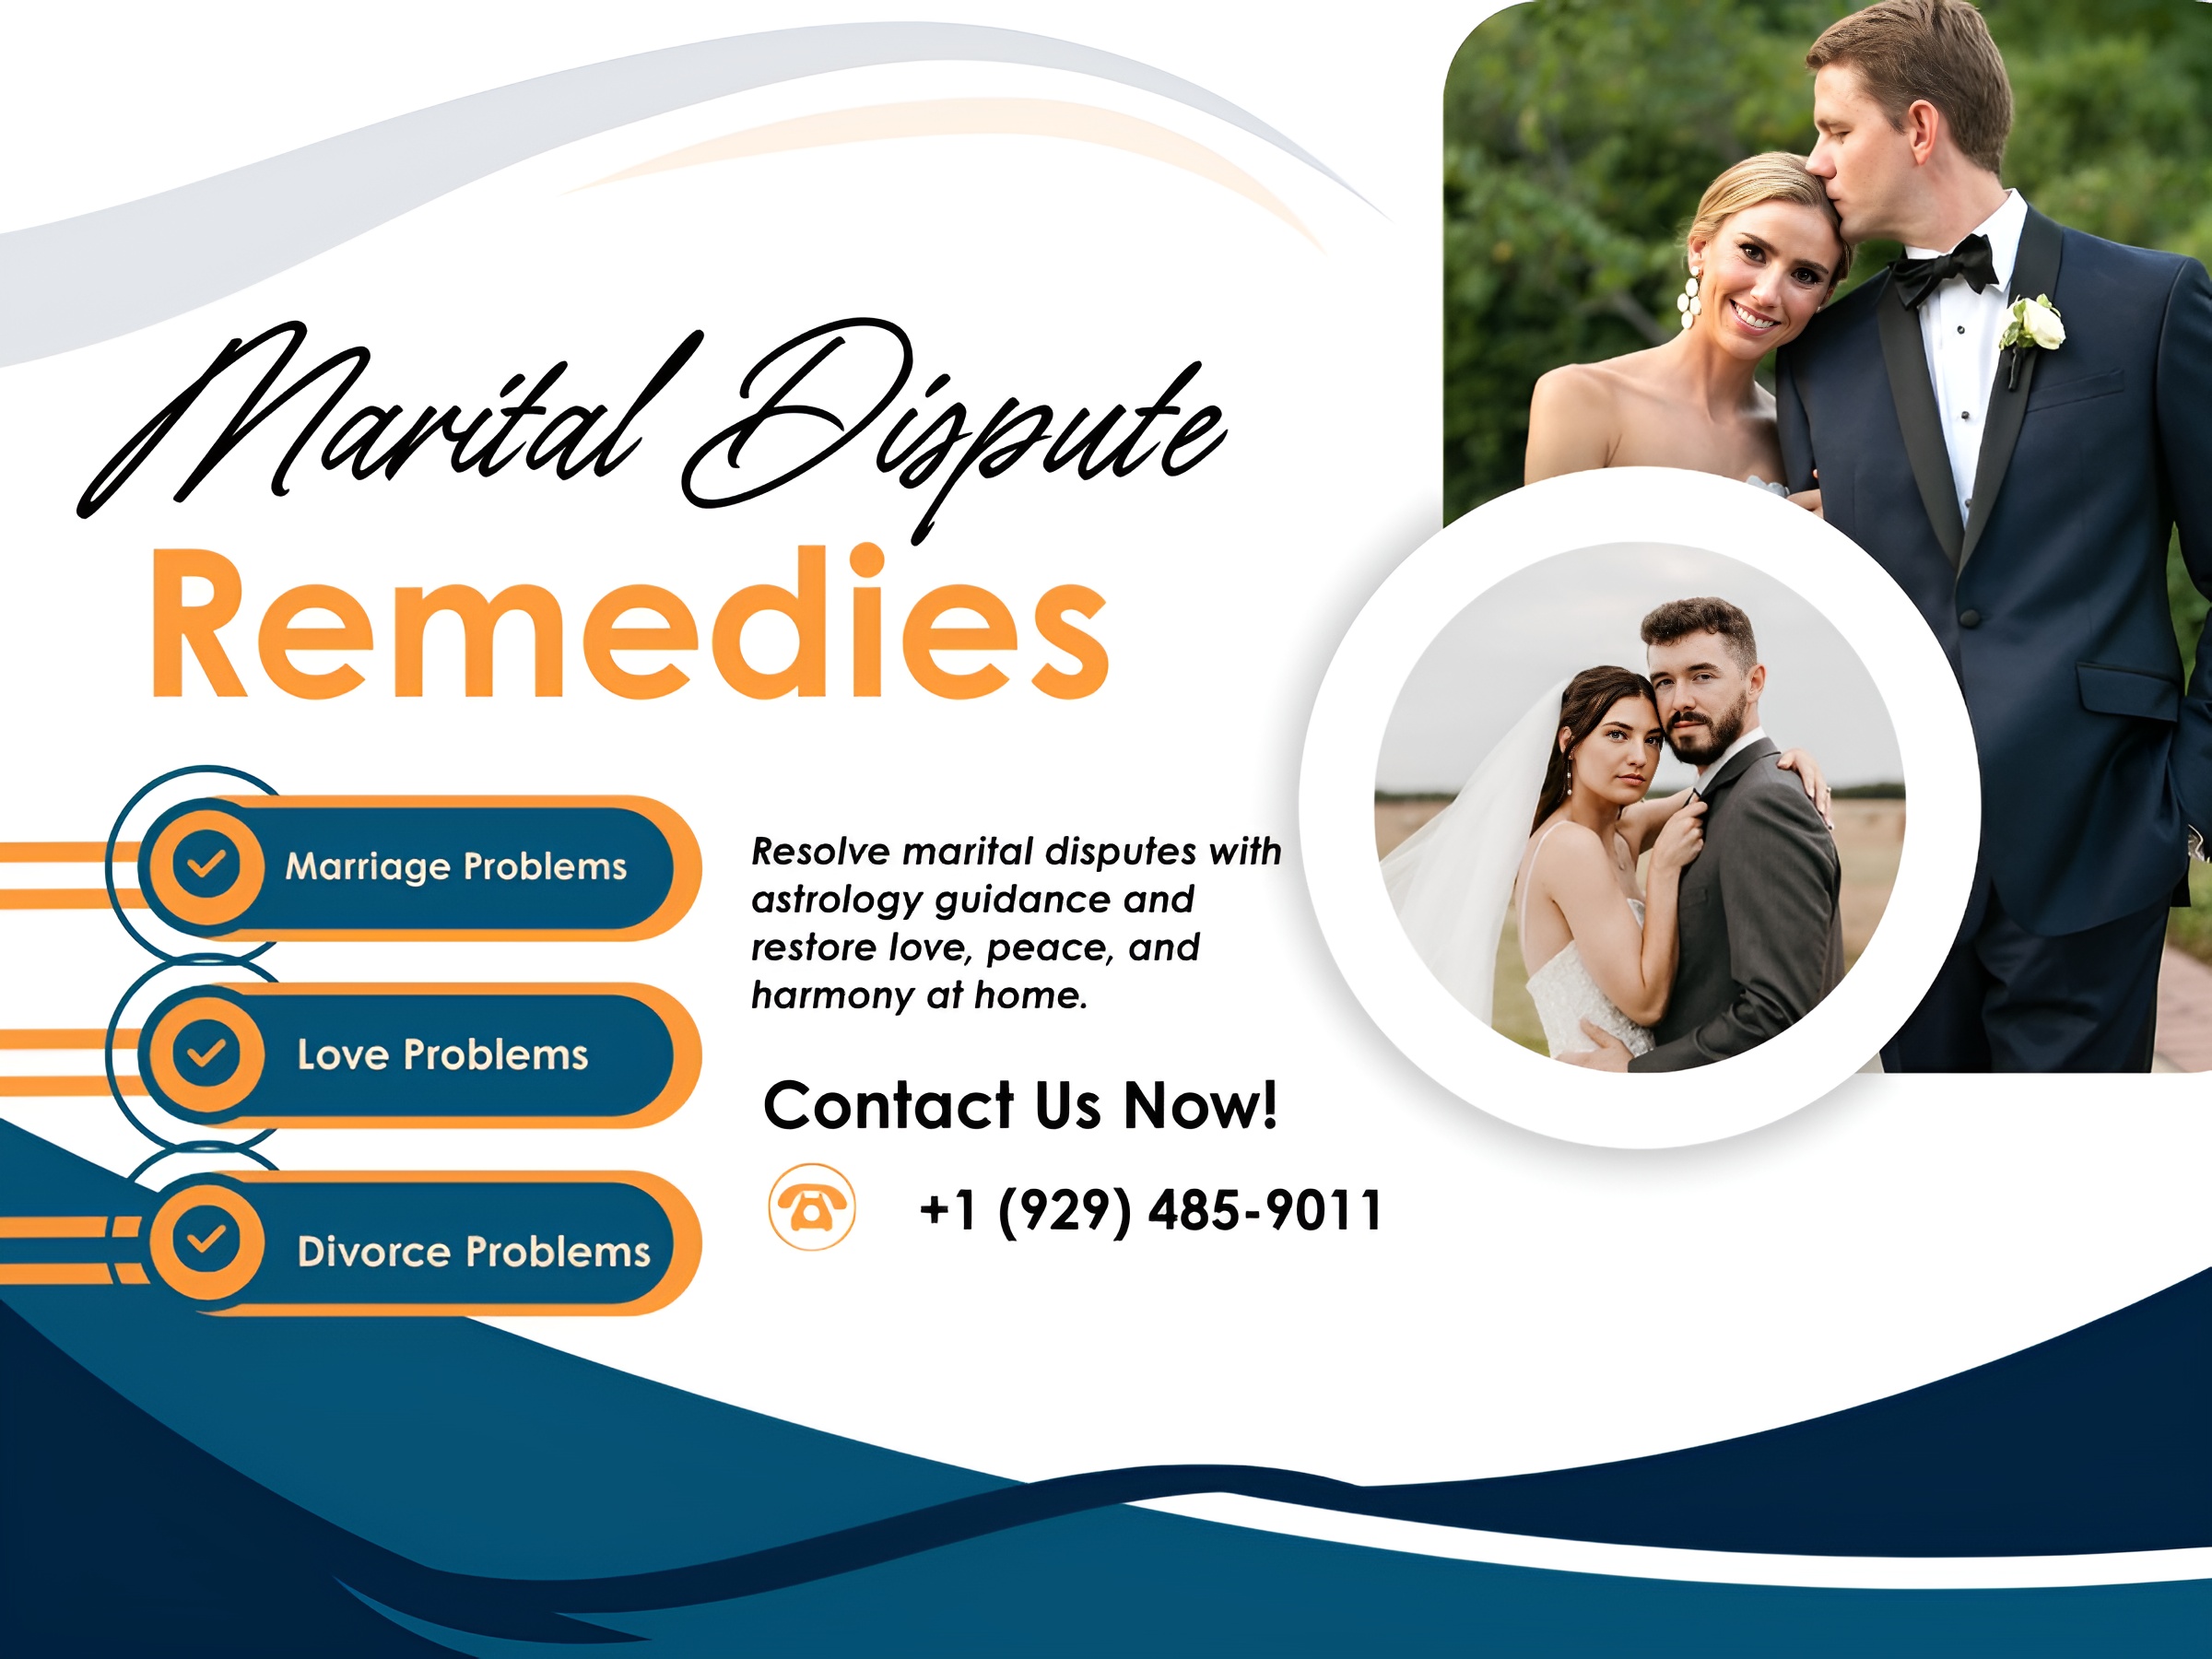 Marital Dispute
Remedies
Marriage Problems
Love Problems
Divorce Problems
Resolve marital disputes with
astrology guidance and
restore love, peace, and
harmony at home.
Contact Us Now!
+1 (929) 485-9011